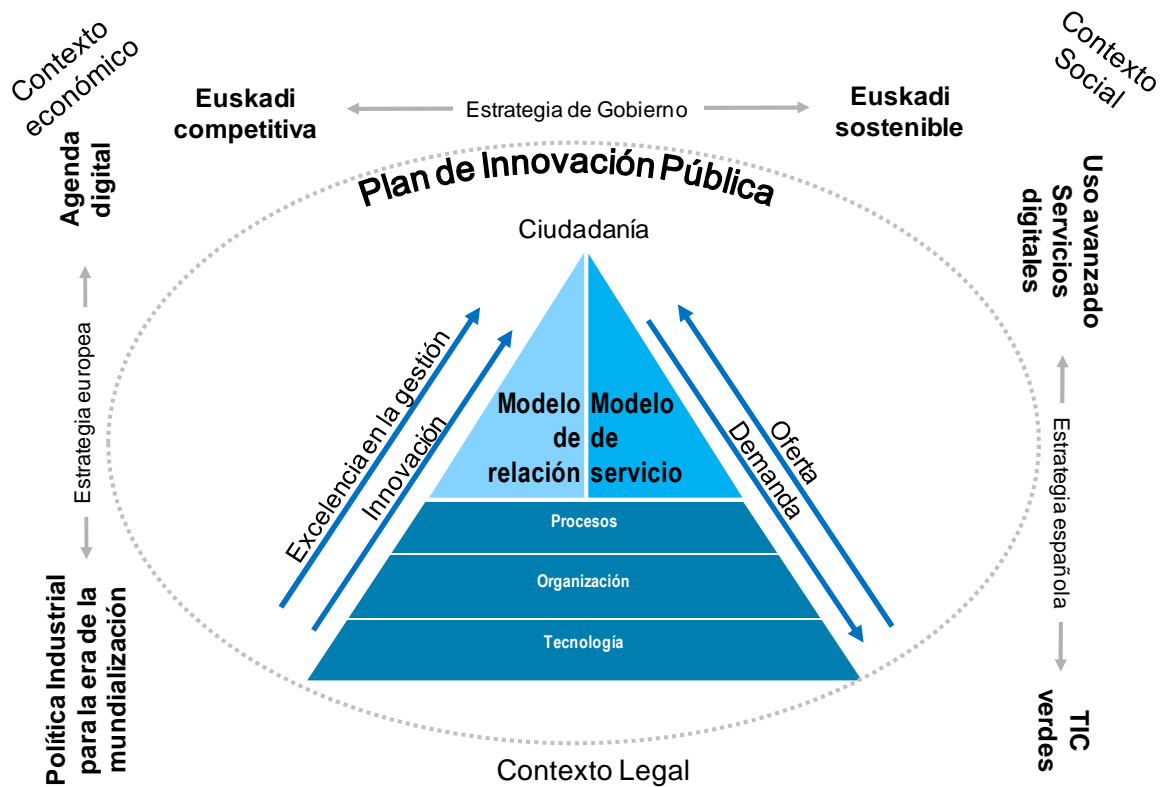 Contexto
económico
Contexto
Social
Euskadi
competitiva
Estrategia de Gobierno
Euskadi
sostenible
Agenda
digital
Estrategia europea
Política Industrial
para la era de la
mundialización
Plan de Innovación Pública
Ciudadanía
Excelencia en la gestión
Innovación
Modelo
de
relación
Modelo
de
servicio
Oferta
Demanda
Procesos
Organización
Tecnología
Uso avanzado
Servicios
digitales
Estrategia española
TIC
verdes
Contexto Legal